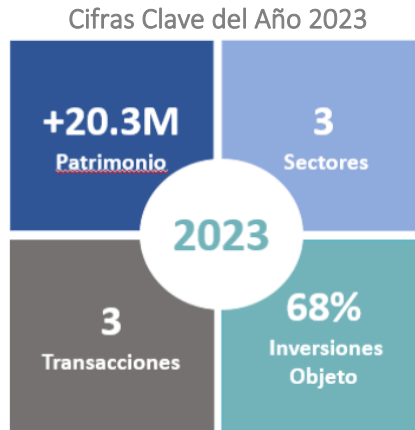 Cifras Clave del Año 2023
+20.3M
Patrimonio
3
Sectores
2023
3
Transacciones
68%
Inversiones
Objeto